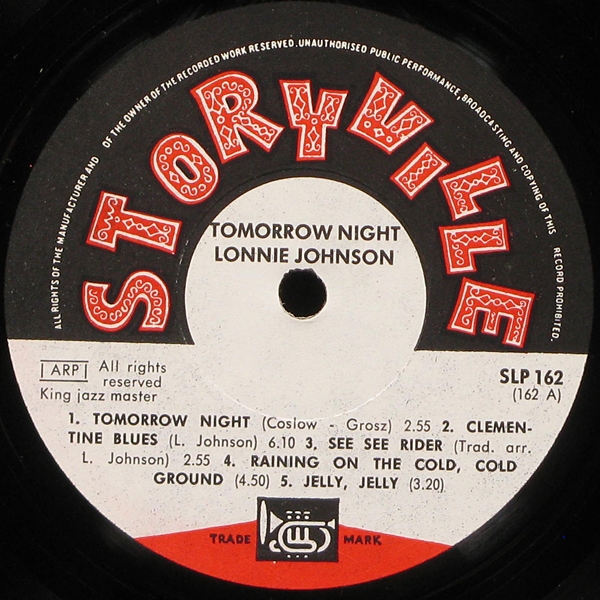 ALL RIGHTS OF THE MANUFACTURER AND OF THE OWNER OF THE RECORDED WORK RESERVED. UNAUTHORISED PUBLIC PERFORMANCE, BROADCASTING AND COPYING OF THIS RECORD PROHIBITED.
STORYVILLE
TOMORROW NIGHT
LONNIE JOHNSON
ARP All rights
reserved
King jazz master
SLP 162
(162 A)
1. TOMORROW NIGHT (Coslow - Grosz) 2.55 2. CLEMEN-
TINE BLUES (L. Johnson) 6.10 3, SEE SEE RIDER (Trad. arr.
L. Johnson) 2.55 4. RAINING ON THE COLD, COLD
GROUND (4.50) 5. JELLY, JELLY (3.20)
TRADE MARK